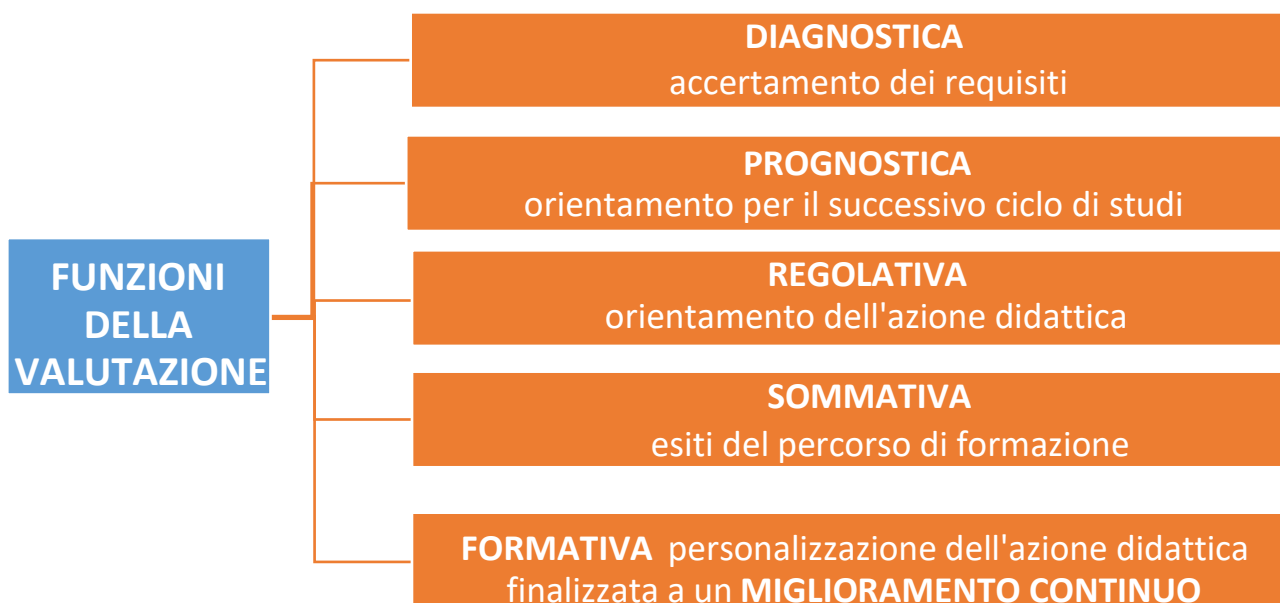 FUNZIONI
DELLA
VALUTAZIONE
DIAGNOSTICA
accertamento dei requisiti
PROGNOSTICA
orientamento per il successivo ciclo di studi
REGOLATIVA
orientamento dell'azione didattica
SOMMATIVA
esiti del percorso di formazione
FORMATIVA personalizzazione dell'azione didattica
finalizzata a un MIGLIORAMENTO CONTINUO